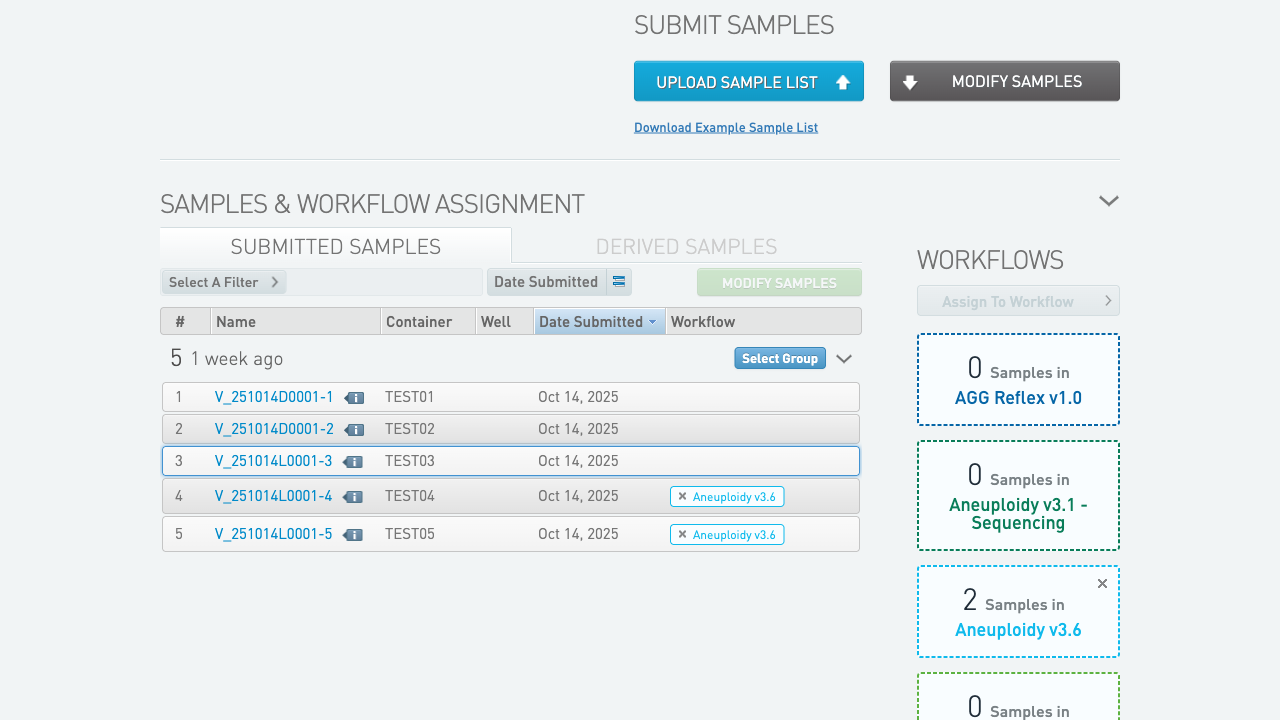 SUBMIT SAMPLES
UPLOAD SAMPLE LIST
MODIFY SAMPLES
Download Example Sample List
SAMPLES & WORKFLOW ASSIGNMENT
SUBMITTED SAMPLES
DERIVED SAMPLES
WORKFLOWS
Select A Filter
Date Submitted
MODIFY SAMPLES
Assign To Workflow
# Name Container Well Date Submitted Workflow
5 1 week ago
Select Group
1 V_251014D0001-1 TEST01 Oct 14, 2025
2 V_251014D0001-2 TEST02 Oct 14, 2025
3 V_251014L0001-3 TEST03 Oct 14, 2025
4 V_251014L0001-4 TEST04 Oct 14, 2025 Aneuploidy v3.6
5 V_251014L0001-5 TEST05 Oct 14, 2025 Aneuploidy v3.6
0 Samples in
AGG Reflex v1.0
0 Samples in
Aneuploidy v3.1 -
Sequencing
2 Samples in
Aneuploidy v3.6
0 Samples in